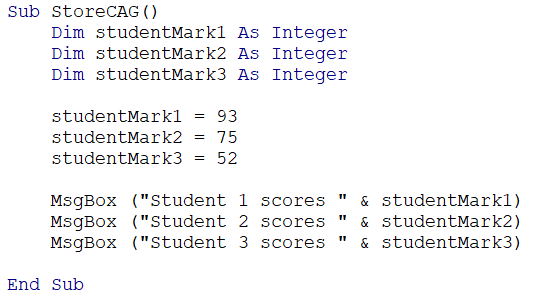 Sub StoreCAG()
    Dim studentMark1 As Integer
    Dim studentMark2 As Integer
    Dim studentMark3 As Integer

    studentMark1 = 93
    studentMark2 = 75
    studentMark3 = 52

    MsgBox ("Student 1 scores " & studentMark1)
    MsgBox ("Student 2 scores " & studentMark2)
    MsgBox ("Student 3 scores " & studentMark3)

End Sub